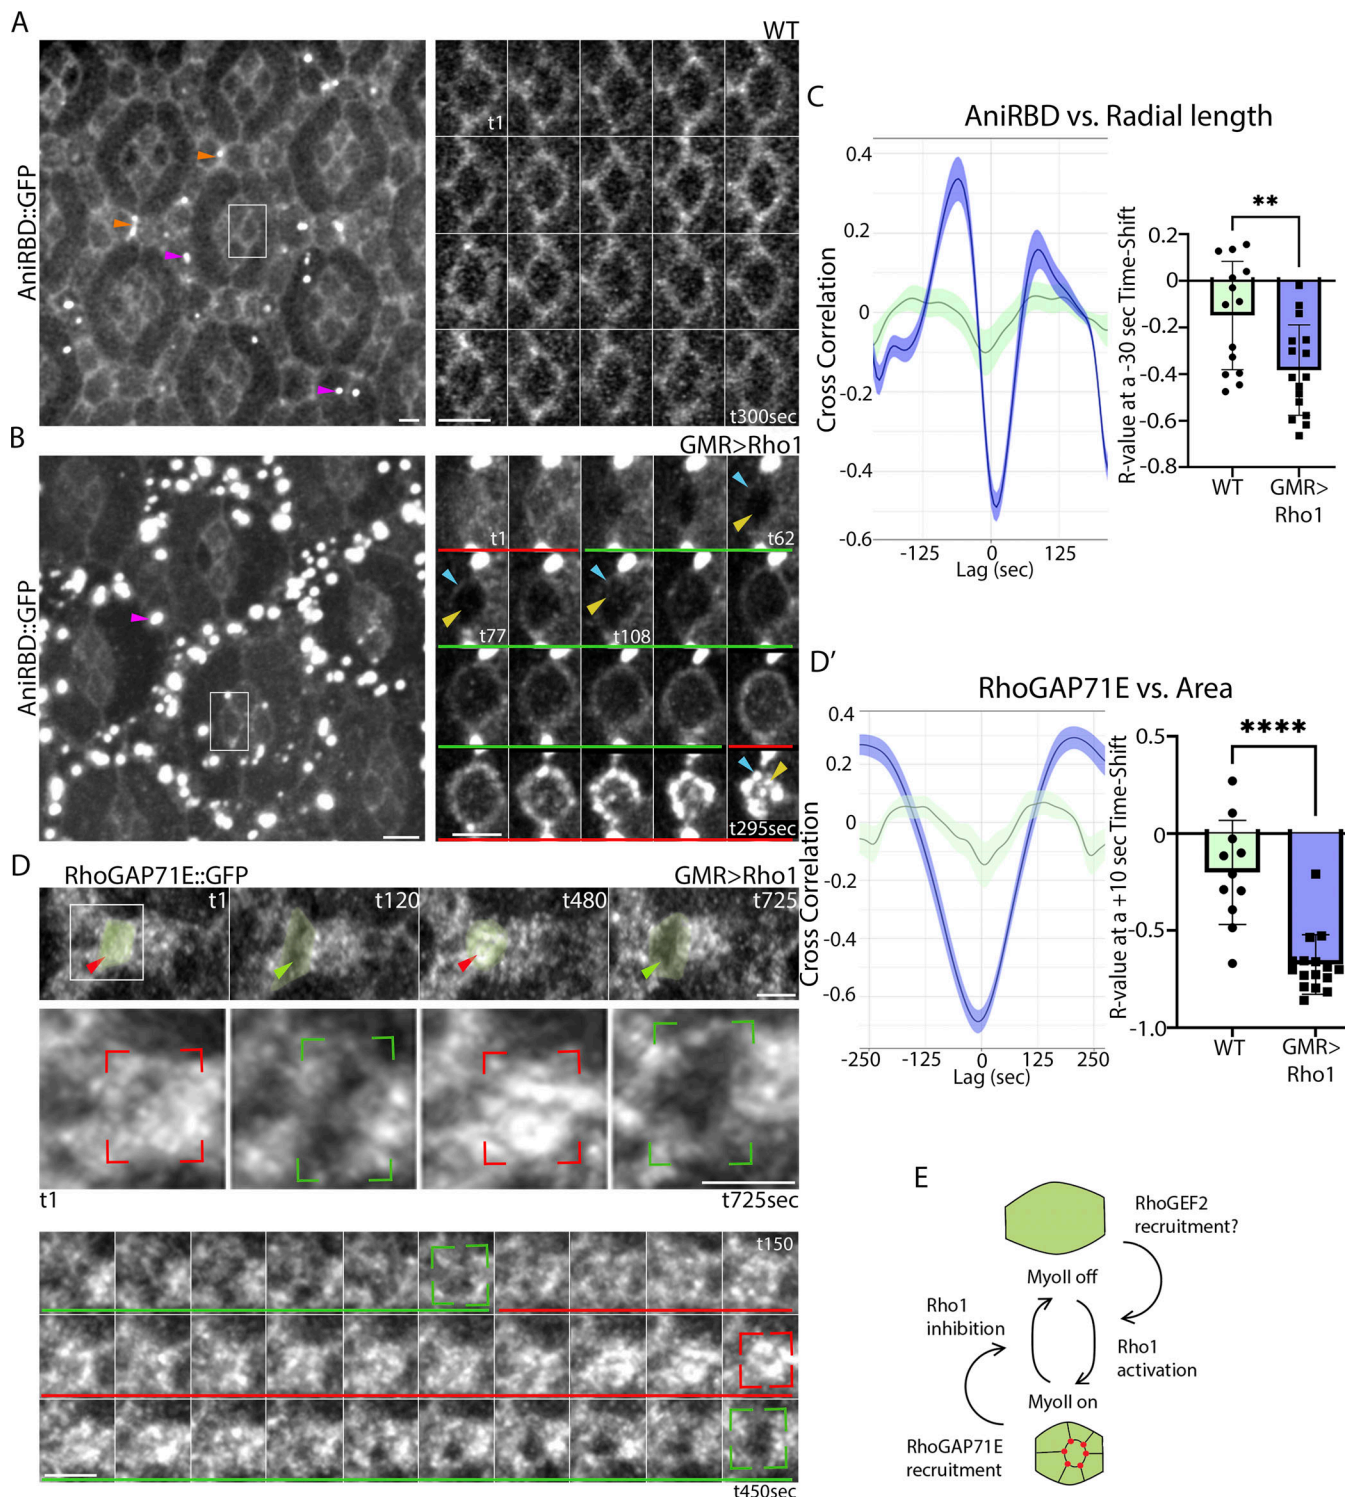 A
WT
AniRBD::GFP
t1
t300sec
B
GMR>Rho1
AniRBD::GFP
t1
t62
t77
t108
t295sec
C
AniRBD vs. Radial length
Cross Correlation
0.4
0.2
0
-0.2
-0.4
-0.6
-125
0
125
Lag (sec)
R-value at a -30 sec Time-Shift
**
0.2
0
-0.2
-0.4
-0.6
-0.8
WT
GMR>
Rho1
D
RhoGAP71E::GFP
GMR>Rho1
t1
t120
t480
t725
t1
t725sec
t150
t450sec
D'
RhoGAP71E vs. Area
Cross Correlation
0.4
0.2
0
-0.2
-0.4
-0.6
-250
-125
0
125
250
Lag (sec)
R-value at a +10 sec Time-Shift
****
0.5
0
-0.5
-1.0
WT
GMR>
Rho1
E
RhoGEF2
recruitment?
MyoII off
Rho1
inhibition
Rho1
activation
MyoII on
RhoGAP71E
recruitment